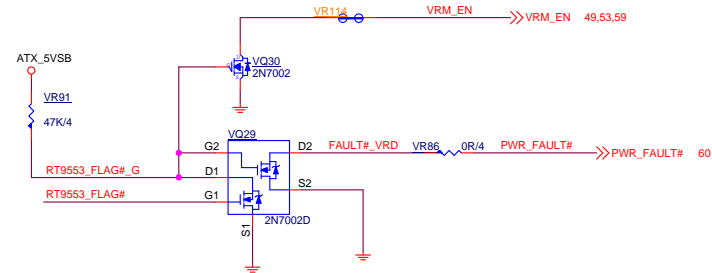 VR114
VRM_EN
VRM_EN 49,53,59
ATX_5VSB
VQ30
2N7002
VR91
47K/4
VQ29
G2
D2
FAULT#_VRD
VR86
0R/4
PWR_FAULT#
PWR_FAULT# 60
RT9553_FLAG#_G
D1
RT9553_FLAG#
G1
S2
S1
2N7002D